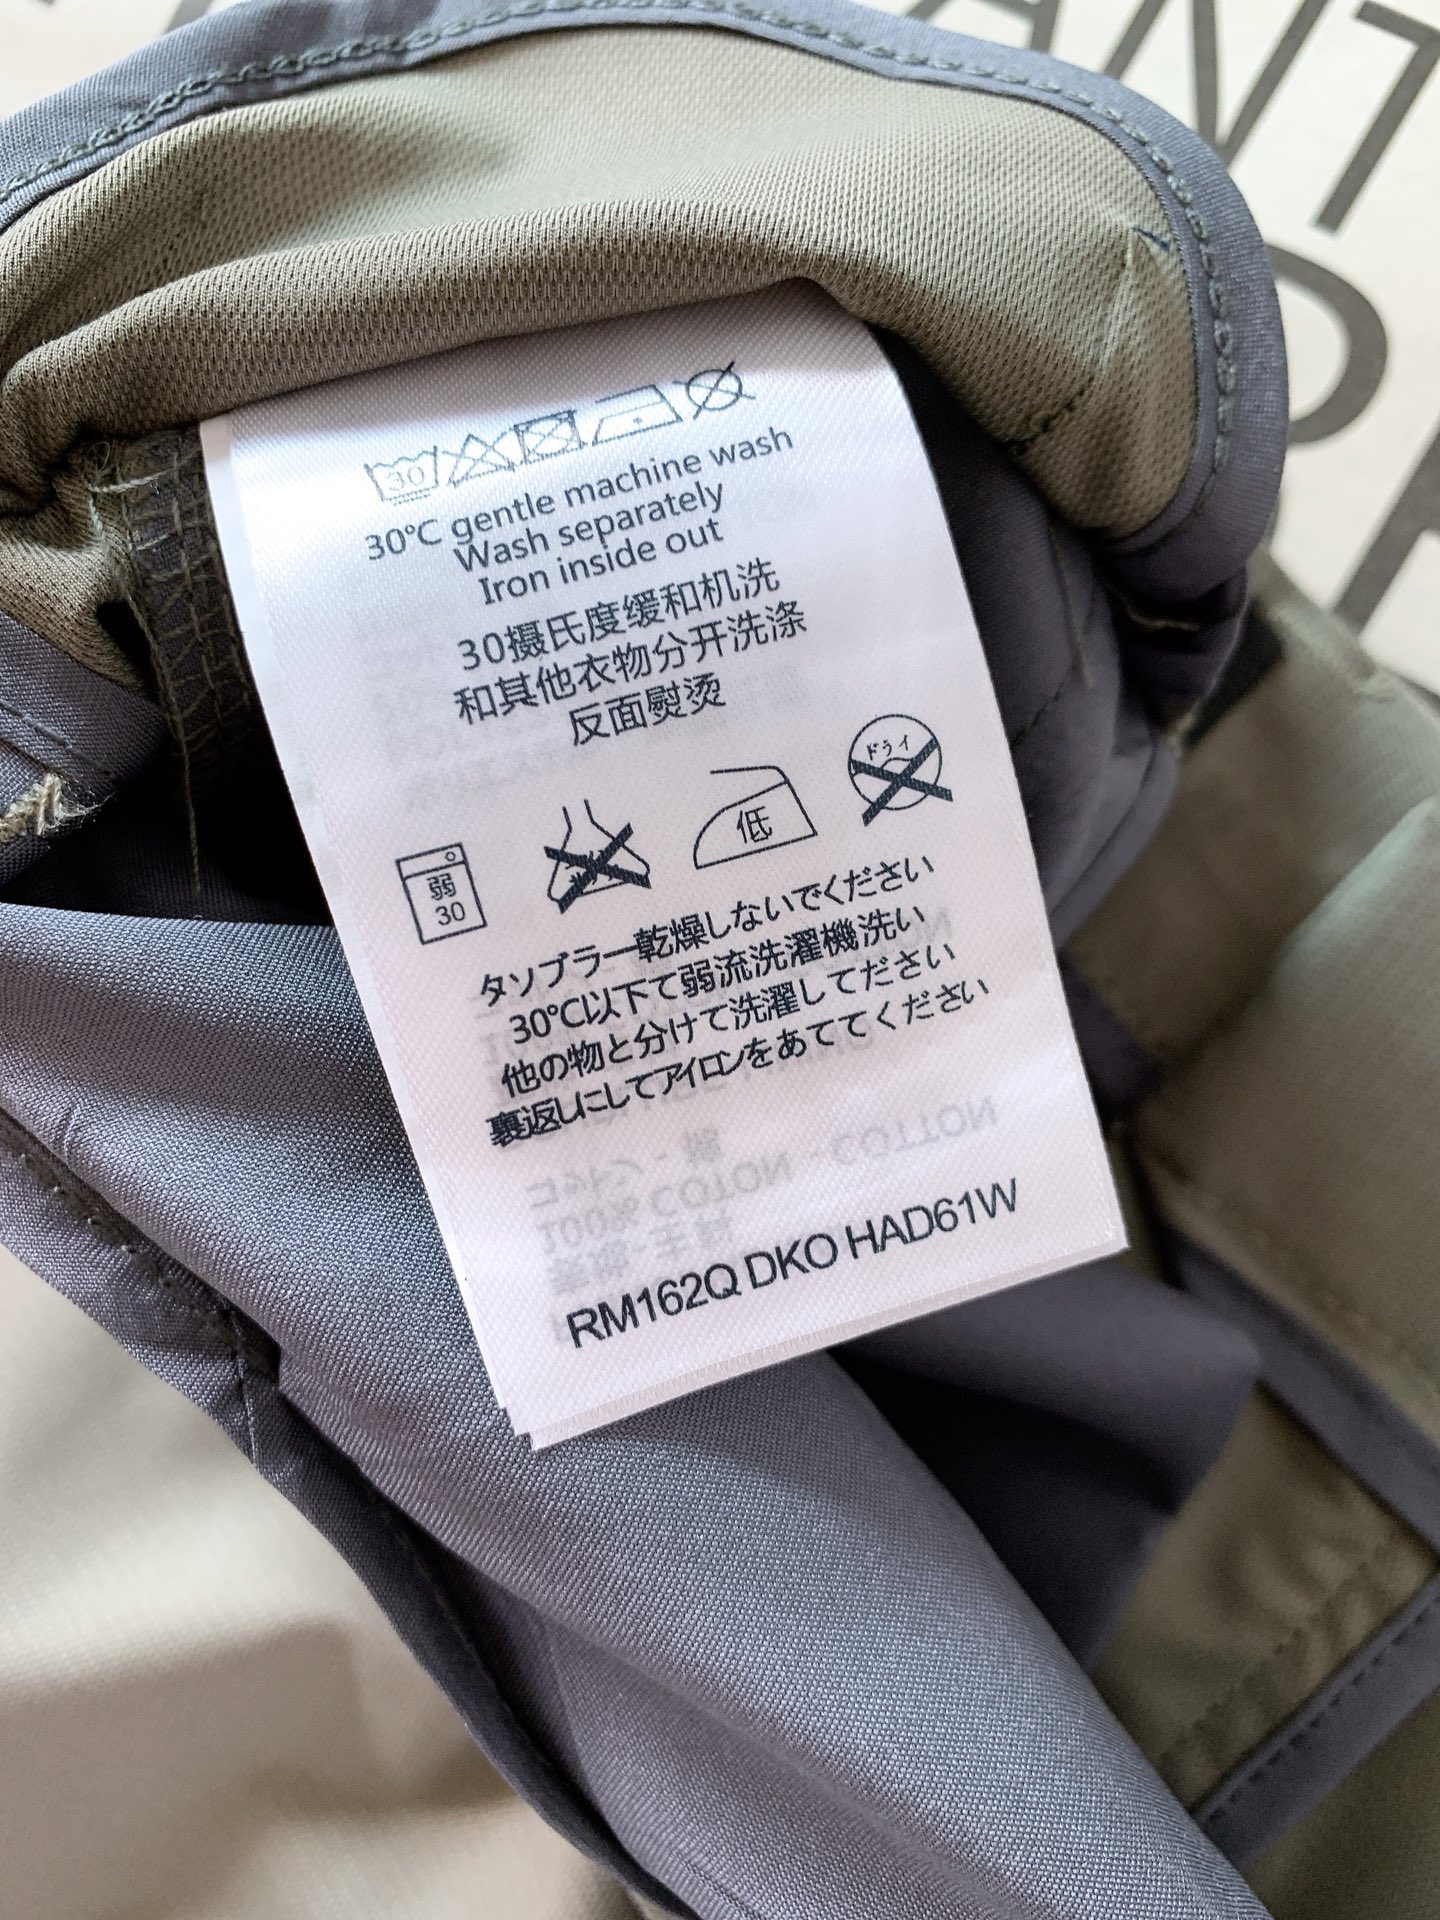 ANT
30
30℃ gentle machine wash
Wash separately
Iron inside out
30摄氏度缓和机洗
和其他衣物分开洗涤
反面熨烫
弱
30
低
ドライ
タソブラー乾燥しないでください
30℃以下て弱流洗濯機洗い
他の物と分けて洗濯してださい
裏返しにしてアイロンをあててください
RM162Q DKO HAD61W